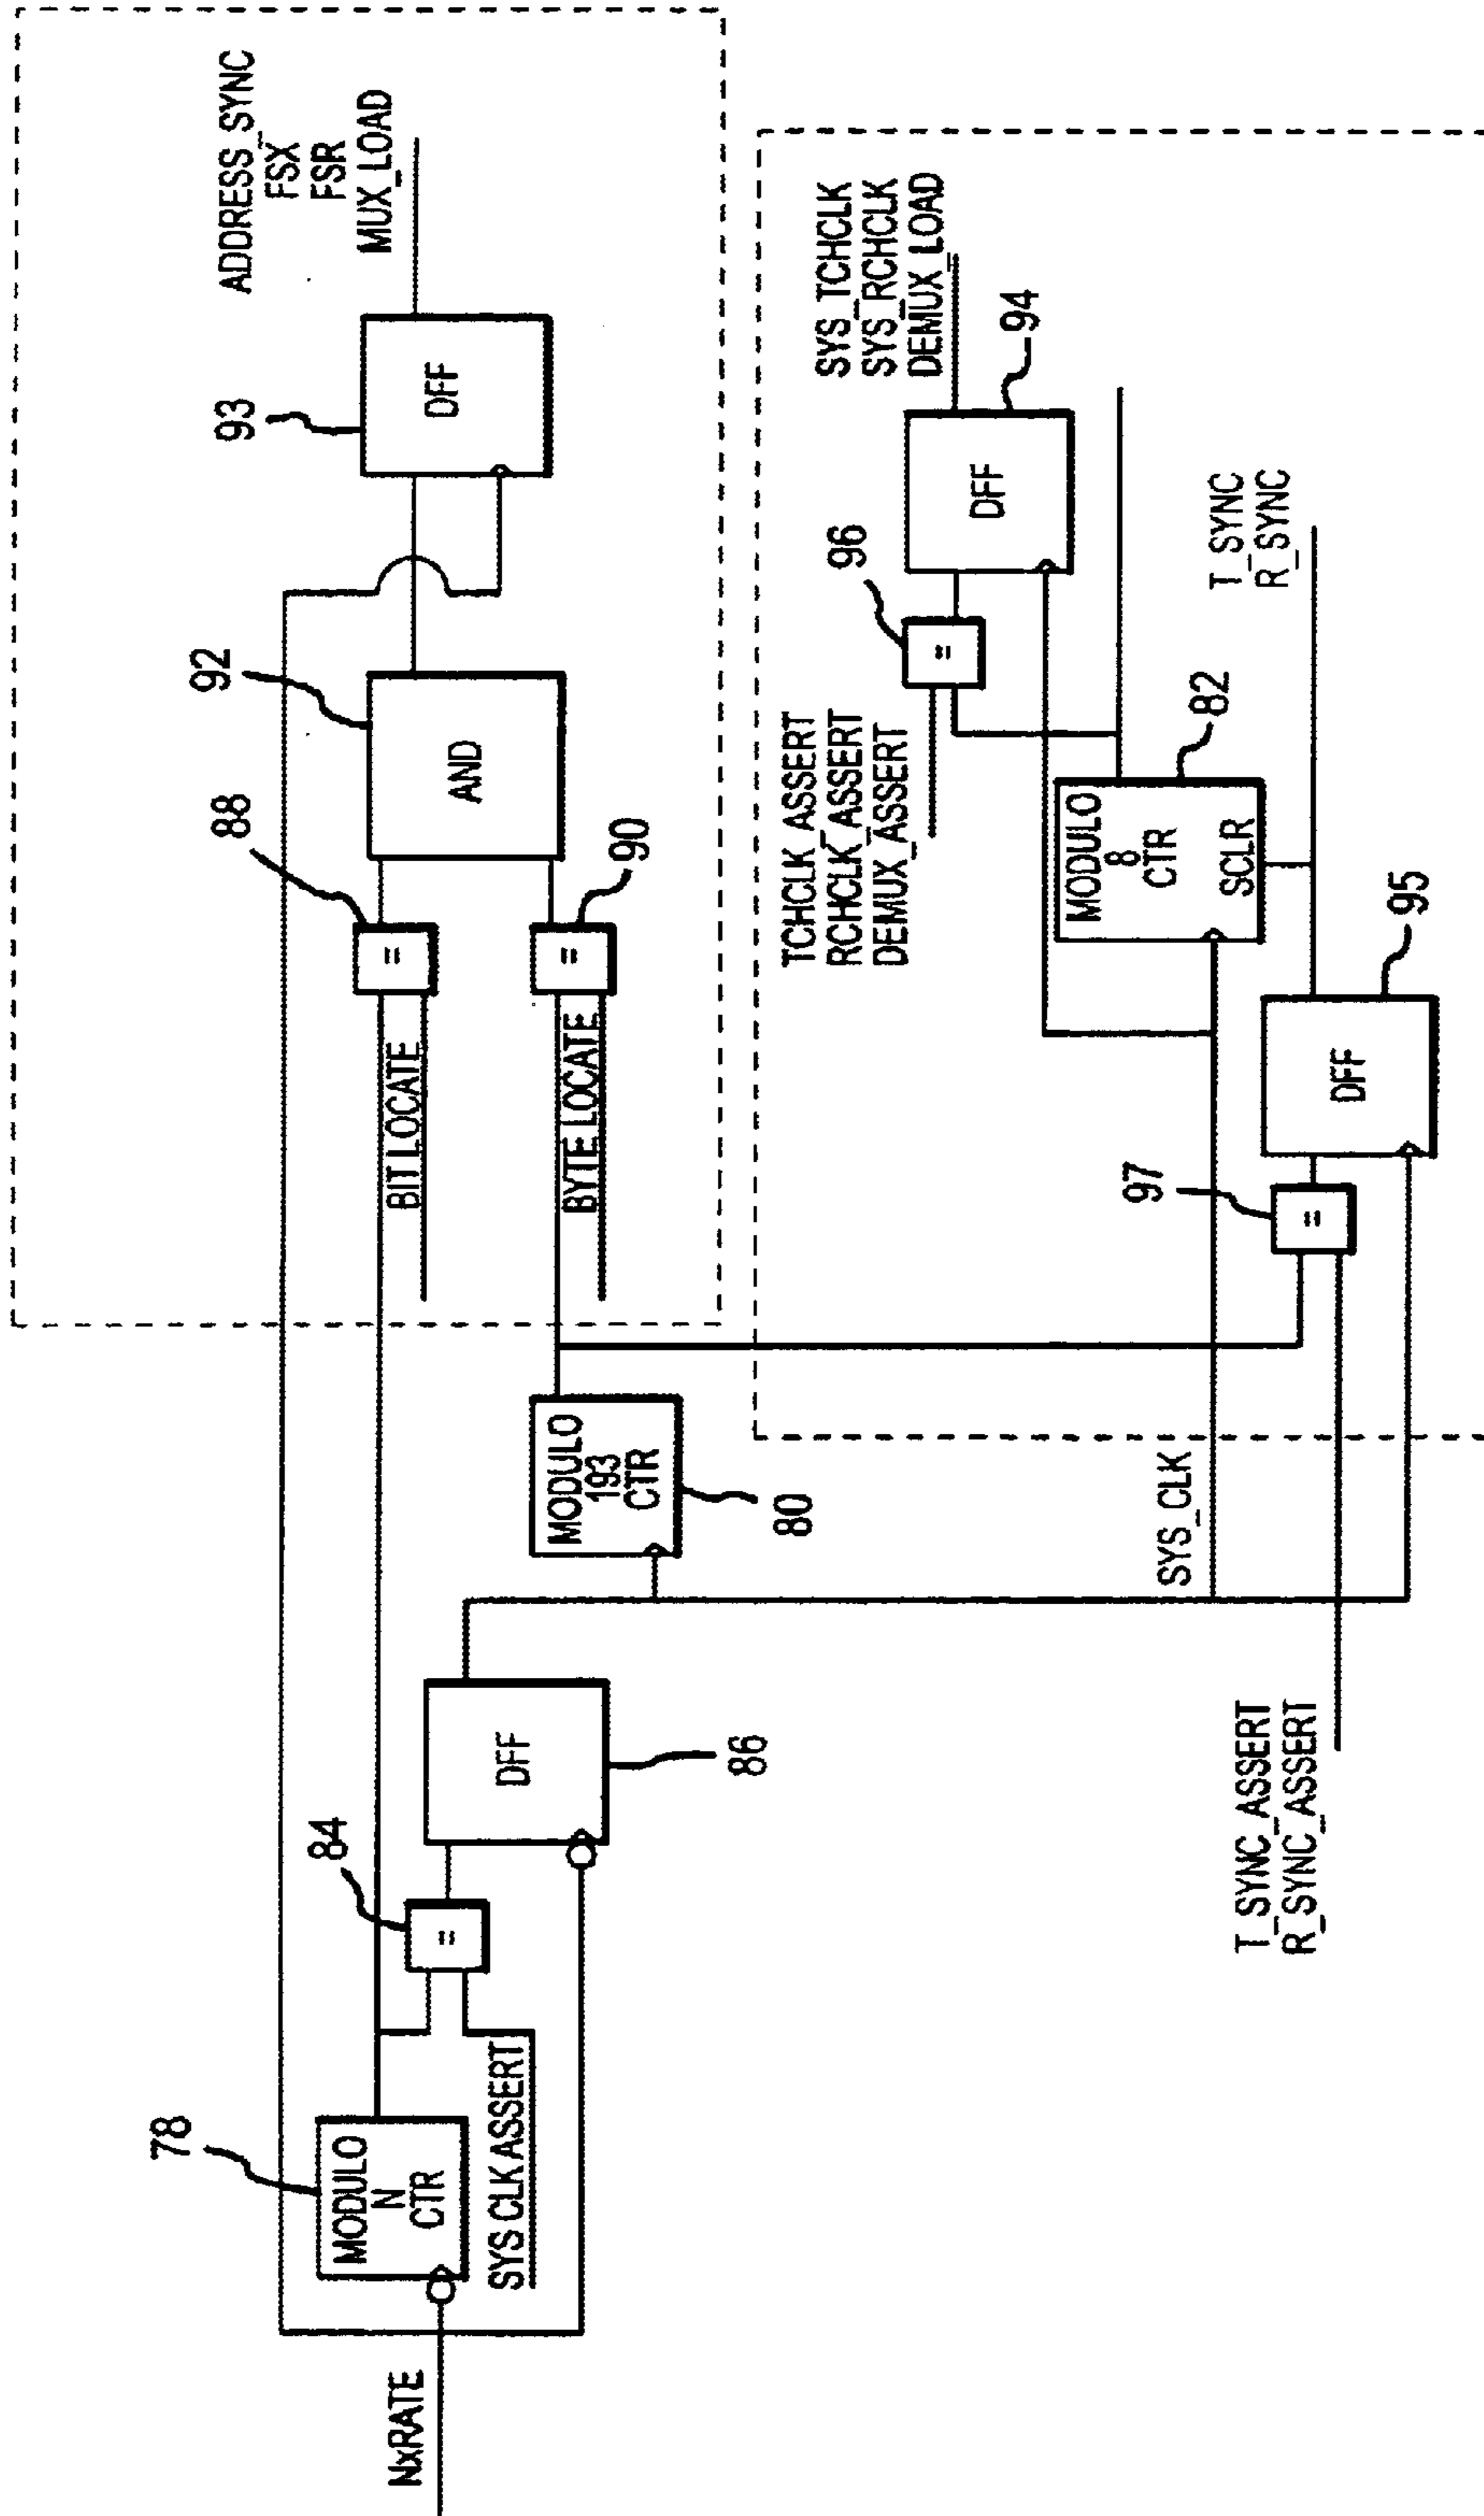 NxRATE
78
MODULO
N
CTR
SYS CLK ASSERT
84
=
DFF
86
MODULO
193
CTR
80
BIT LOCATE
BYTE LOCATE
88
=
90
=
92
AND
93
DFF
ADDRESS SYNC
FSX
FSR
MUX_LOAD
T_SYNC_ASSERT
R_SYNC_ASSERT
SYS_CLK
97
=
DFF
95
TCHCLK_ASSERT
RCHCLK_ASSERT
DEMUX_ASSERT
MODULO
8
CTR
SCLR
82
96
=
DFF
94
SYS_TCHCLK
SYS_RCHCLK
DEMUX_LOAD
T_SYNC
R_SYNC